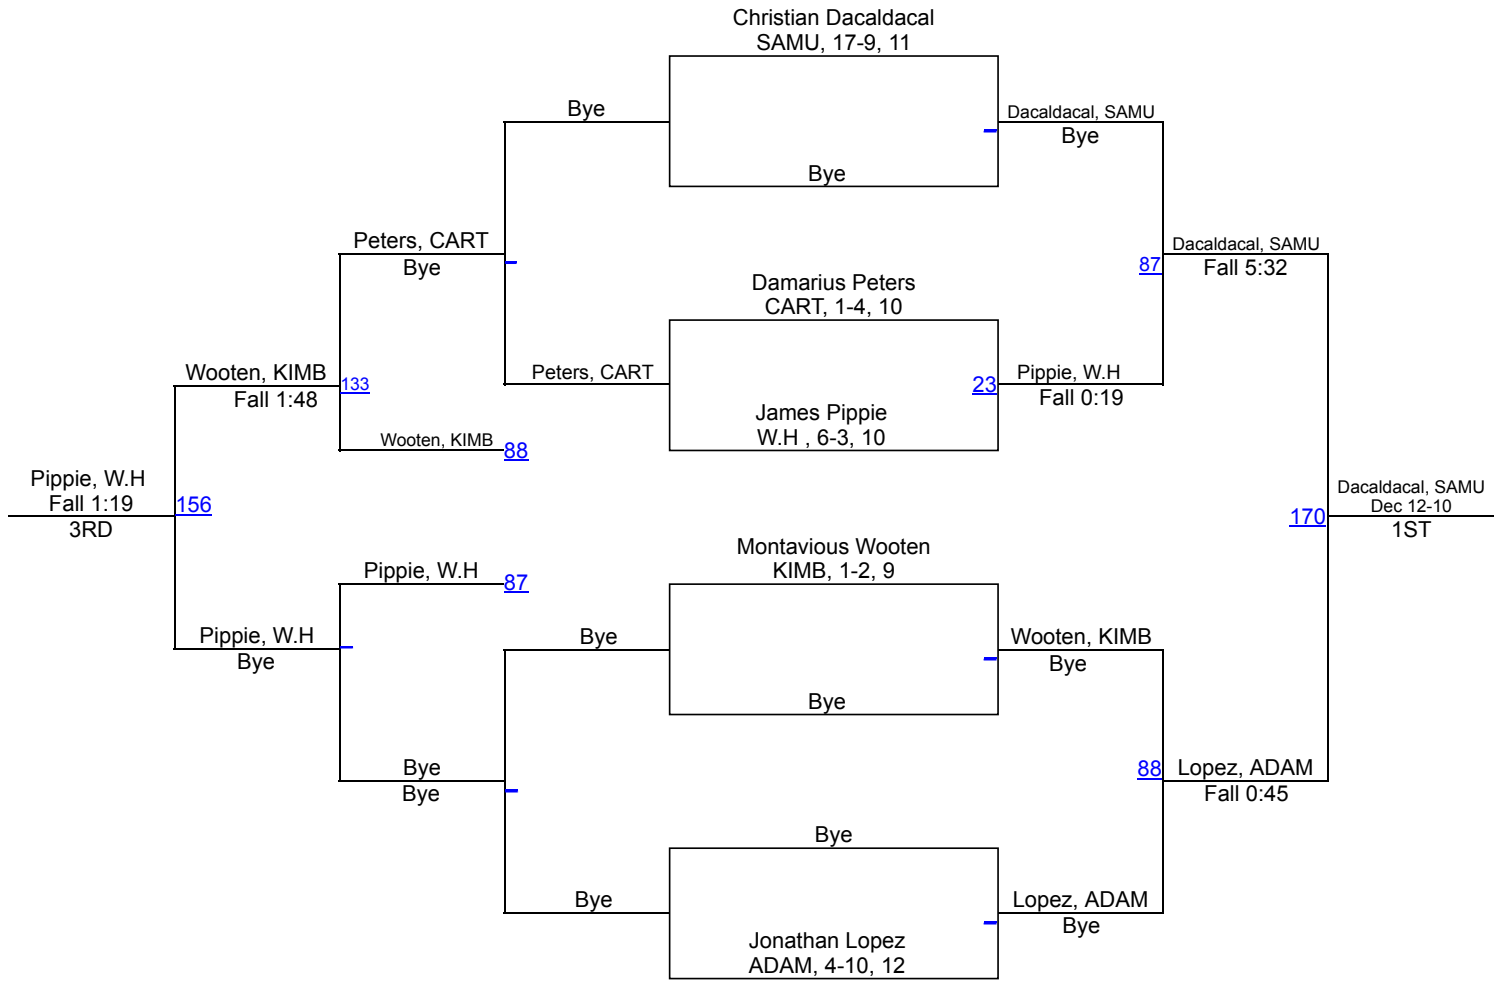 Christian Dacaldacal
SAMU, 17-9, 11
Bye
Dacaldacal, SAMU
Bye
Bye
Peters, CART
Bye
Dacaldacal, SAMU
87
Fall 5:32
Damarius Peters
CART, 1-4, 10
Wooten, KIMB
133
Fall 1:48
Peters, CART
23
Pippie, W.H
Fall 0:19
James Pippie
W.H , 6-3, 10
Wooten, KIMB
88
Pippie, W.H
Fall 1:19
156
3RD
Dacaldacal, SAMU
Dec 12-10
170
1ST
Montavious Wooten
KIMB, 1-2, 9
Pippie, W.H
87
Pippie, W.H
Bye
Bye
Wooten, KIMB
Bye
Bye
Bye
Bye
88
Lopez, ADAM
Fall 0:45
Bye
Bye
Lopez, ADAM
Bye
Jonathan Lopez
ADAM, 4-10, 12